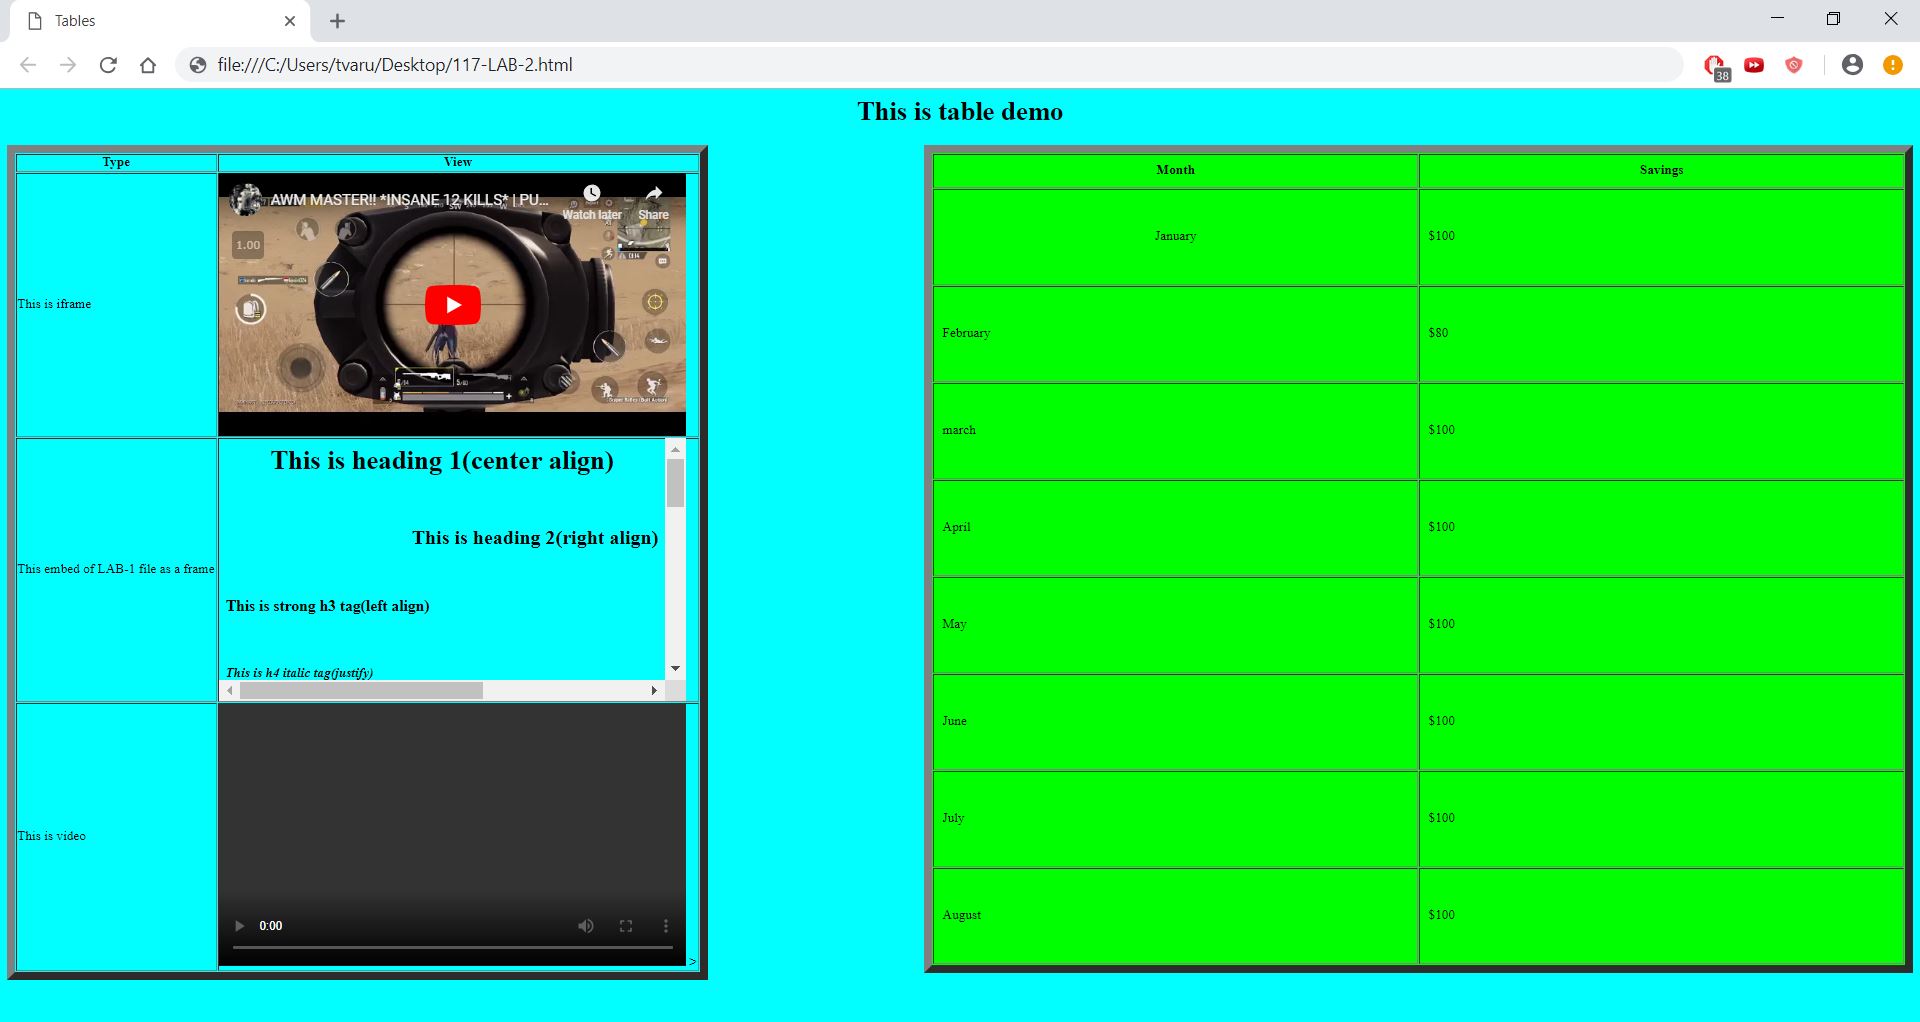 Tables
file:///C:/Users/tvaru/Desktop/117-LAB-2.html
38
This is table demo
Type View
This is iframe
AWM MASTER!! *INSANE 12 KILLS* | PU...
Watch later Share
1.00
This embed of LAB-1 file as a frame
This is heading 1(center align)
This is heading 2(right align)
This is strong h3 tag(left align)
This is h4 italic tag(justify)
This is video
0:00
>
Month Savings
January $100
February $80
march $100
April $100
May $100
June $100
July $100
August $100